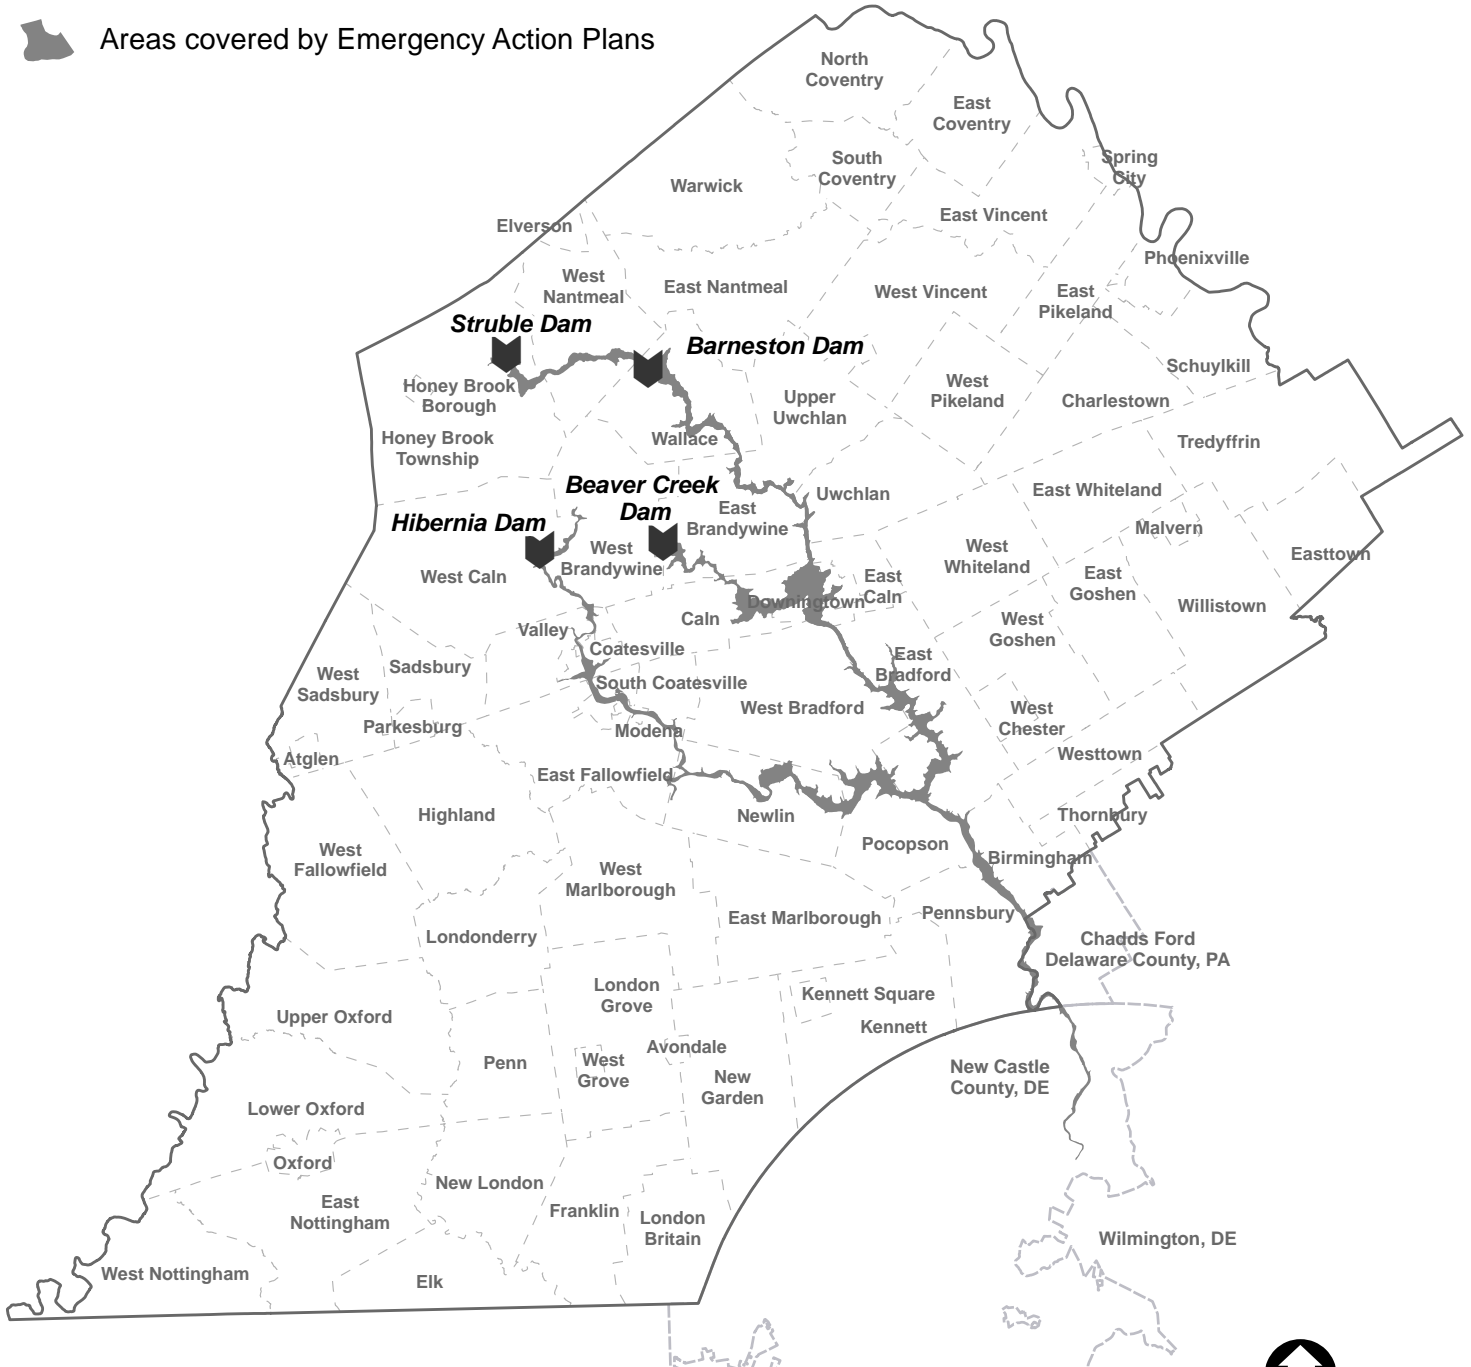 Areas covered by Emergency Action Plans
North
Coventry
East
Coventry
South
Coventry
Spring
City
Warwick
East Vincent
Elverson
Phoenixville
West
Nantmeal
East Nantmeal
West Vincent
East
Pikeland
Struble Dam
Barneston Dam
Schuylkill
Honey Brook
Borough
Upper
Uwchlan
West
Pikeland
Charlestown
Honey Brook
Township
Wallace
Tredyffrin
Beaver Creek
Dam
Uwchlan
East Whiteland
Hibernia Dam
East
Brandywine
Malvern
West
Brandywine
West
Whiteland
Easttown
West Caln
East
Caln
East
Goshen
Downingtown
Willistown
Caln
Valley
West
Goshen
Coatesville
East
Bradford
Sadsbury
West
Sadsbury
South Coatesville
West Bradford
West
Chester
Parkesburg
Modena
Westtown
Atglen
East Fallowfield
Highland
Newlin
Thornbury
Pocopson
West
Fallowfield
Birmingham
West
Marlborough
East Marlborough
Pennsbury
Londonderry
Chadds Ford
Delaware County, PA
London
Grove
Kennett Square
Upper Oxford
Kennett
Avondale
Penn
West
Grove
New Castle
County, DE
New
Garden
Lower Oxford
Oxford
New London
East
Nottingham
Franklin
London
Britain
Wilmington, DE
West Nottingham
Elk